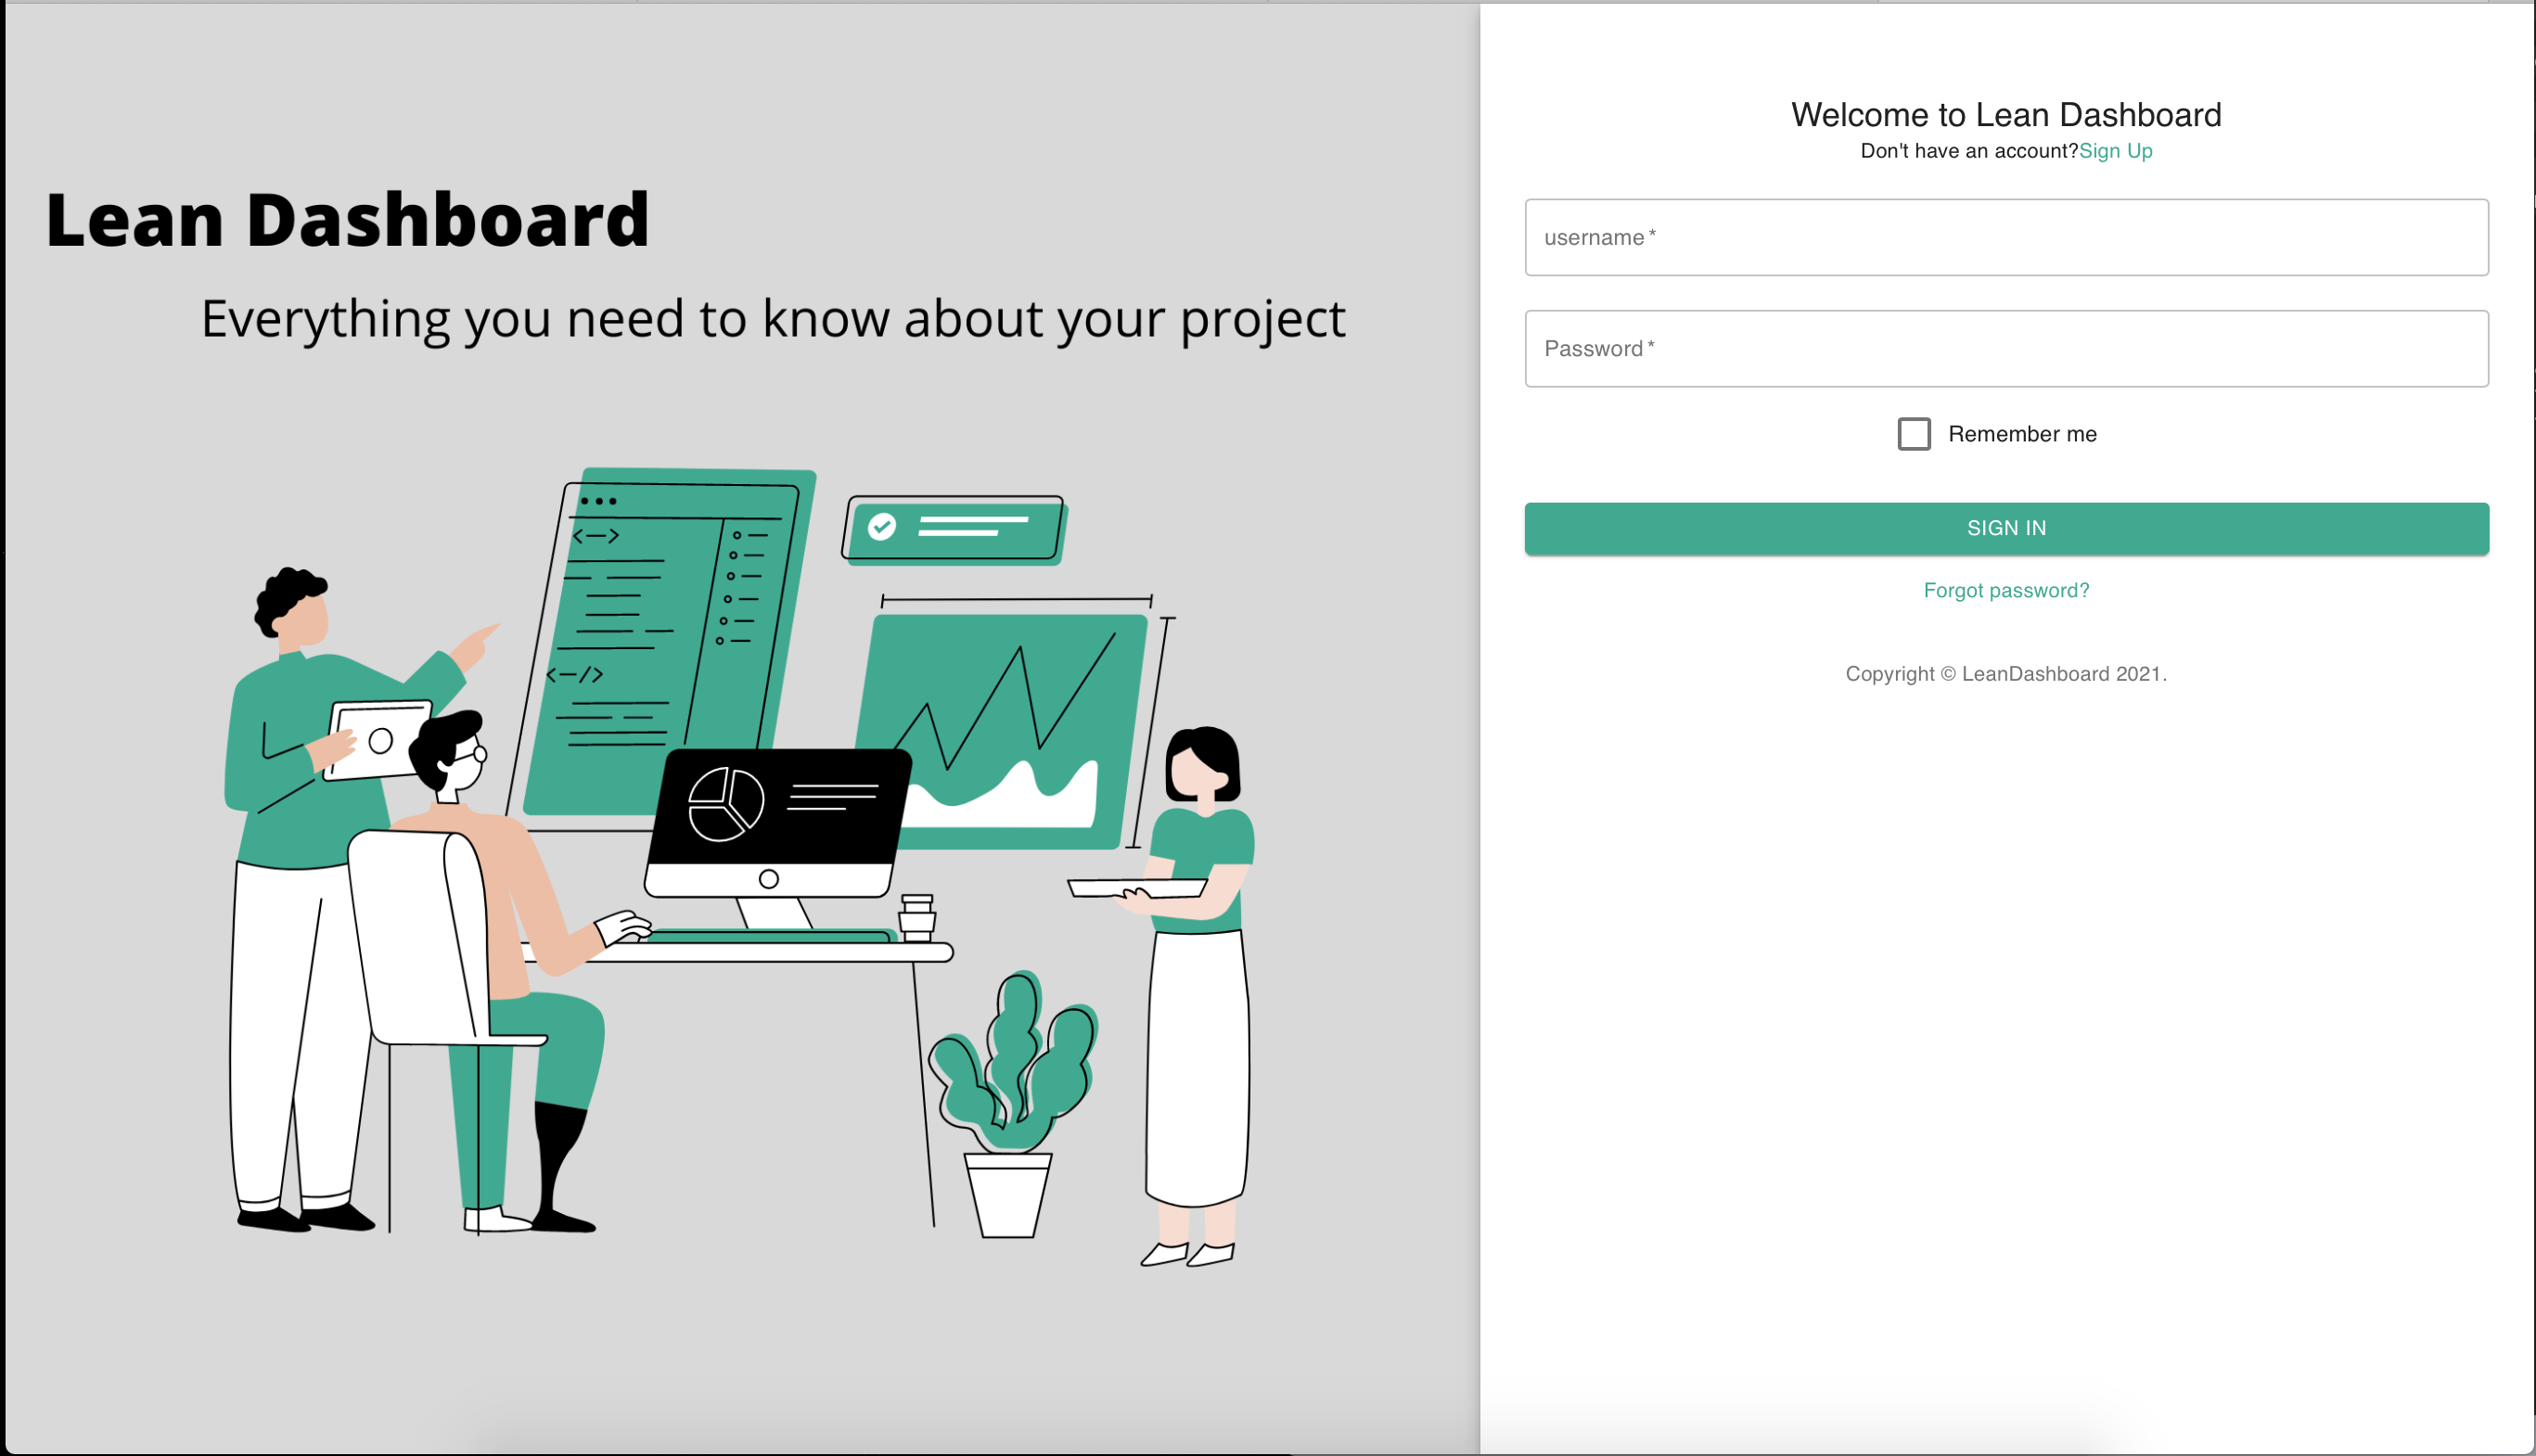 Lean Dashboard
Everything you need to know about your project
Welcome to Lean Dashboard
Don't have an account?Sign Up
username *
Password *
Remember me
SIGN IN
Forgot password?
Copyright © LeanDashboard 2021.